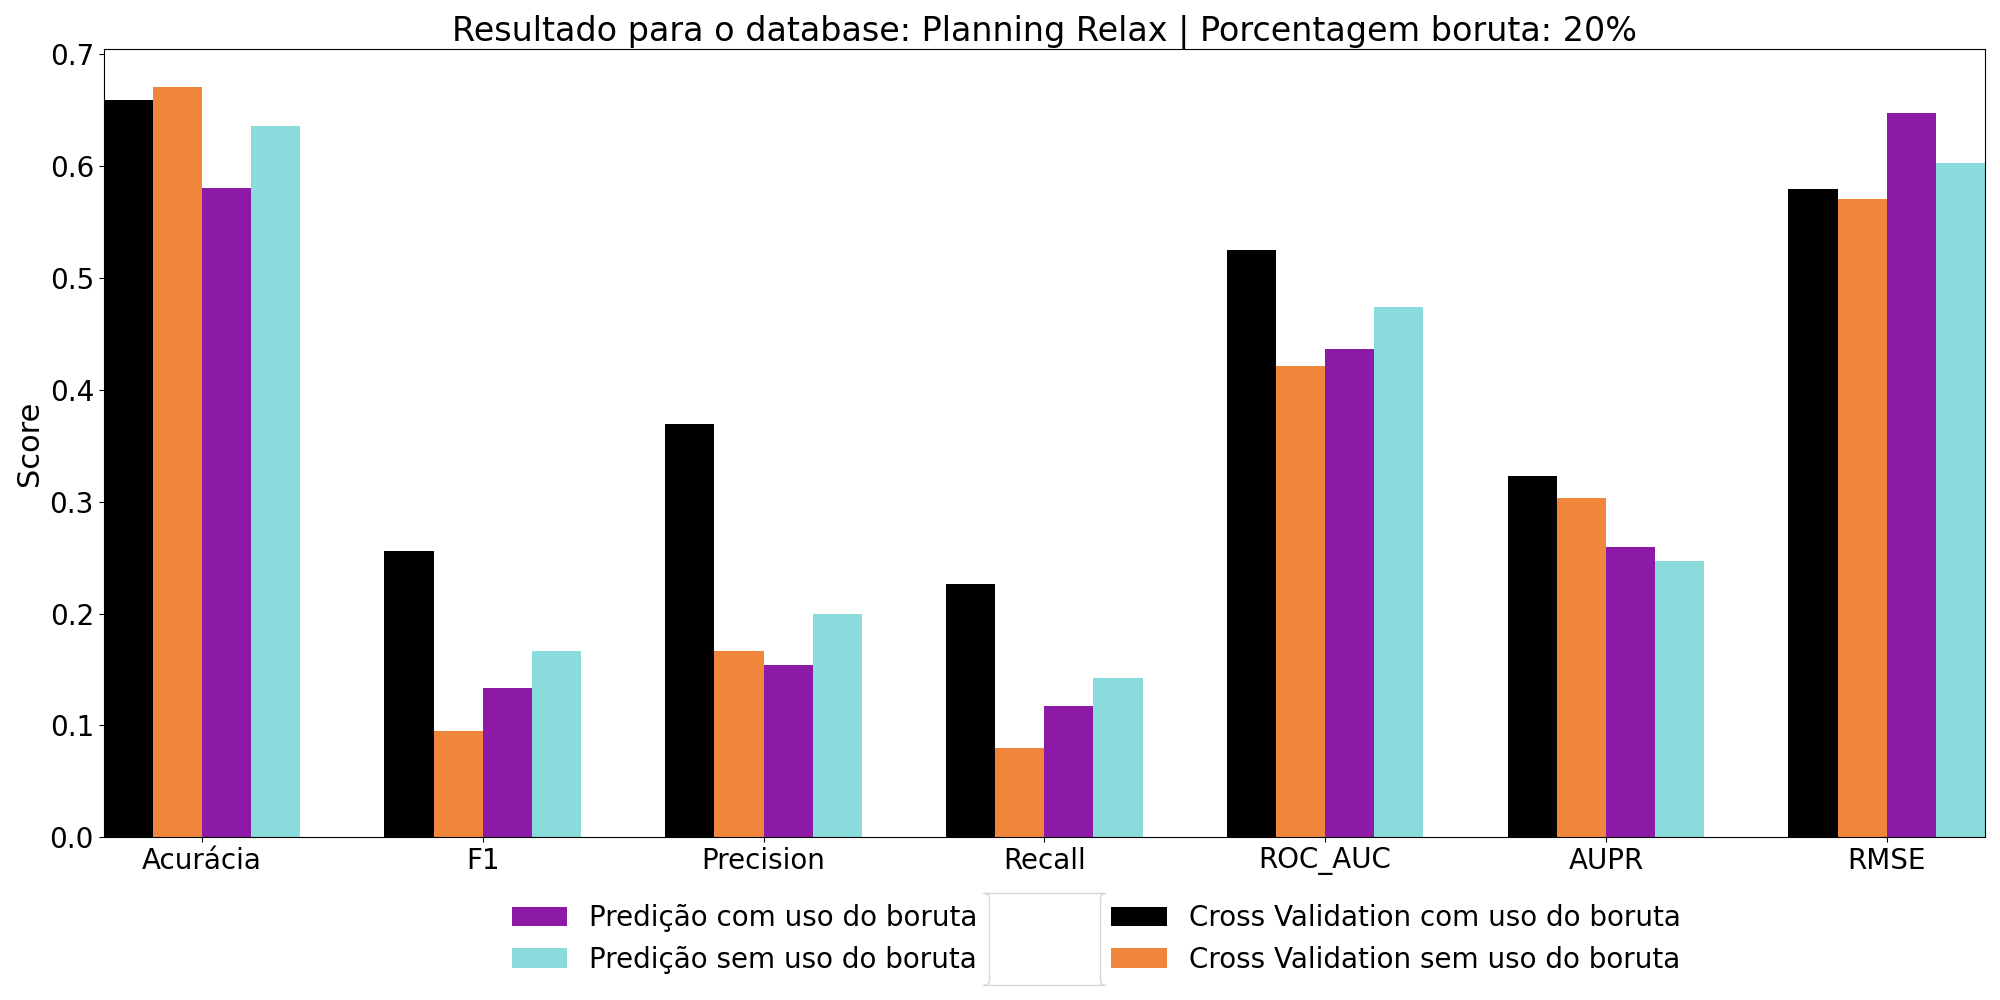 Resultado para o database: Planning Relax | Porcentagem boruta: 20%
0.7
0.6
0.5
0.4
0.3
0.2
0.1
0.0
Score
Acurácia F1 Precision Recall ROC_AUC AUPR RMSE
Predição com uso do boruta
Predição sem uso do boruta
Cross Validation com uso do boruta
Cross Validation sem uso do boruta